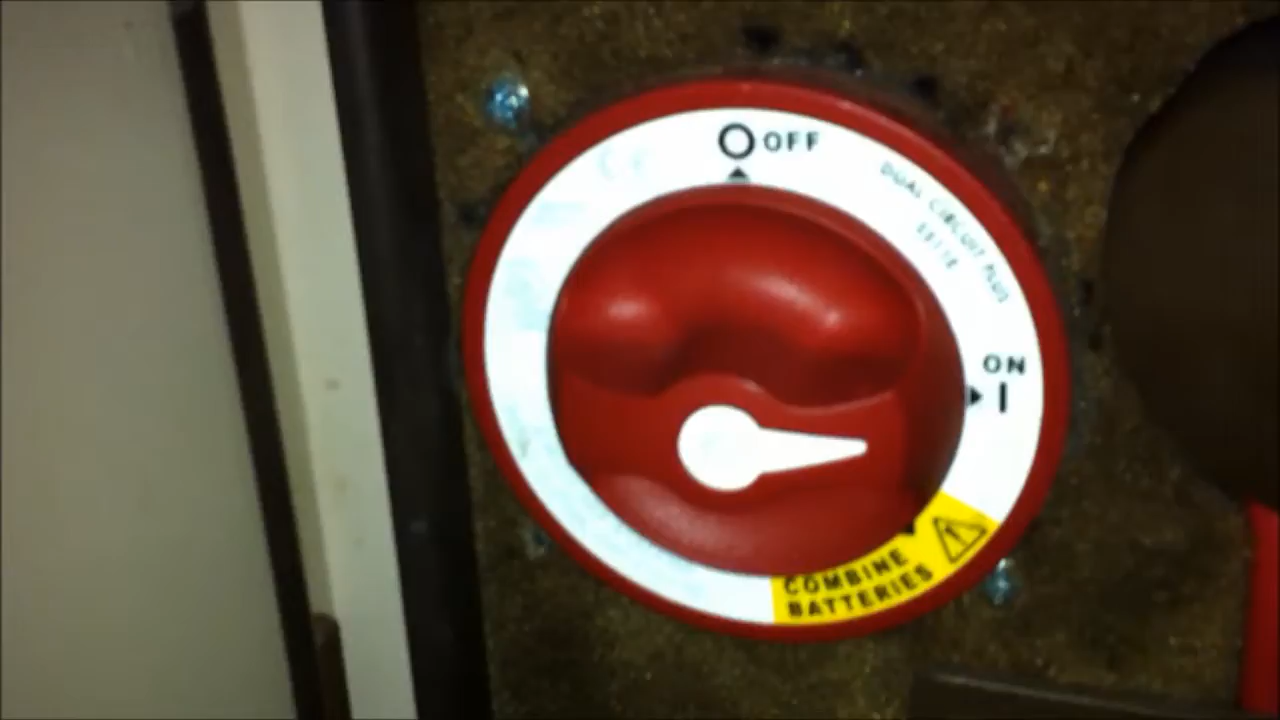 OFF
DUAL CIRCUIT PLUS
ON
I
COMBINE
BATTERIES